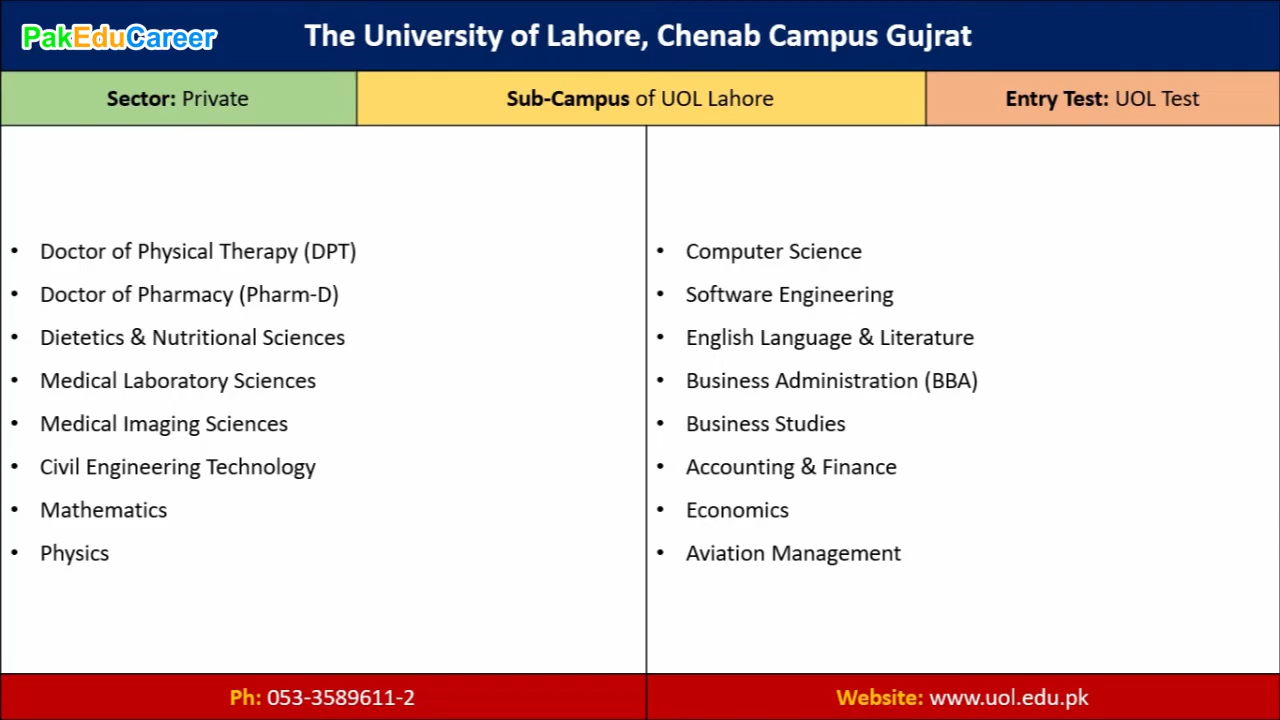 PakEduCareer
The University of Lahore, Chenab Campus Gujrat
Sector: Private
Sub-Campus of UOL Lahore
Entry Test: UOL Test
• Doctor of Physical Therapy (DPT)
• Doctor of Pharmacy (Pharm-D)
• Dietetics & Nutritional Sciences
• Medical Laboratory Sciences
• Medical Imaging Sciences
• Civil Engineering Technology
• Mathematics
• Physics
• Computer Science
• Software Engineering
• English Language & Literature
• Business Administration (BBA)
• Business Studies
• Accounting & Finance
• Economics
• Aviation Management
Ph: 053-3589611-2
Website: www.uol.edu.pk